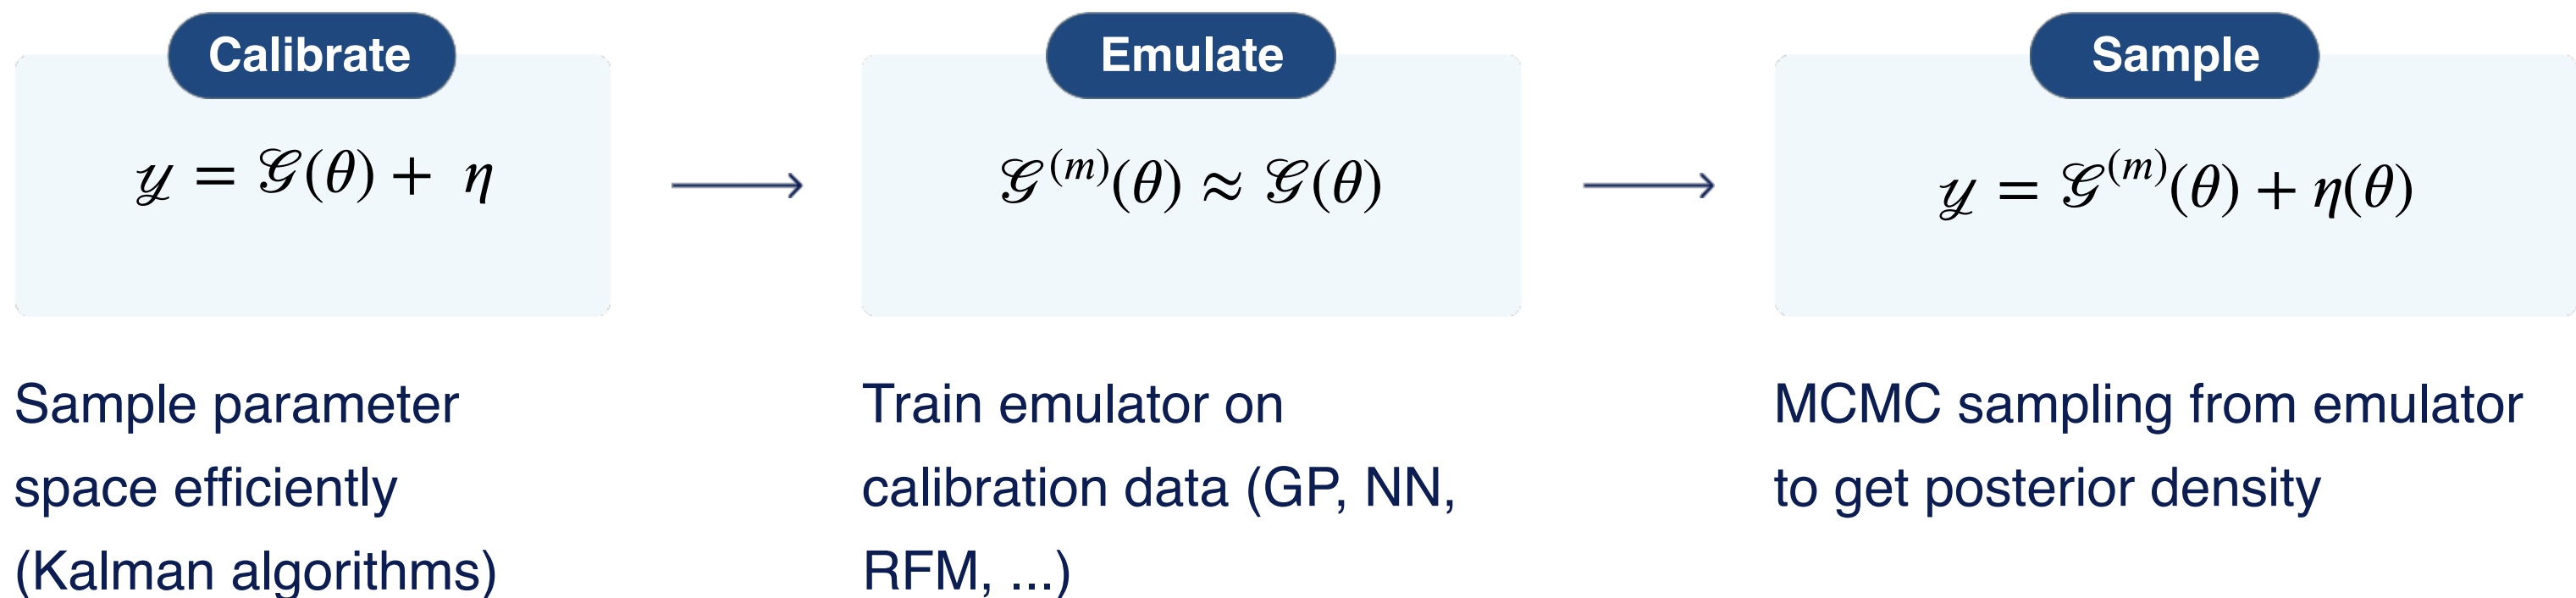 Calibrate
𝓎 = 𝒢(θ) + η
Sample parameter
space efficiently
(Kalman algorithms)
Emulate
𝒢⁽ᵐ⁾(θ) ≈ 𝒢(θ)
Train emulator on
calibration data (GP, NN,
RFM, ...)
Sample
𝓎 = 𝒢⁽ᵐ⁾(θ) + η(θ)
MCMC sampling from emulator
to get posterior density